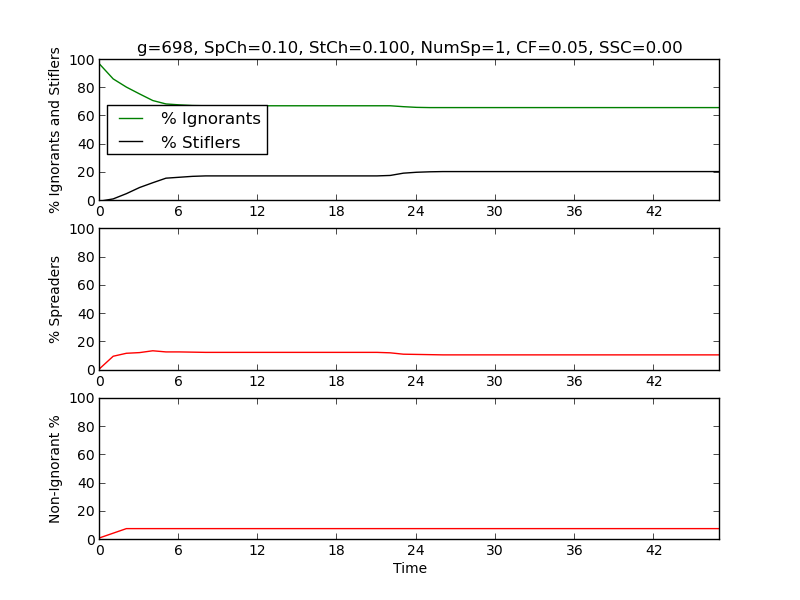 g=698, SpCh=0.10, StCh=0.100, NumSp=1, CF=0.05, SSC=0.00
% Ignorants and Stiflers
100
80
60
40
20
0
% Ignorants
% Stiflers
0 6 12 18 24 30 36 42
% Spreaders
100
80
60
40
20
0
0 6 12 18 24 30 36 42
Non-Ignorant %
100
80
60
40
20
0
0 6 12 18 24 30 36 42
Time